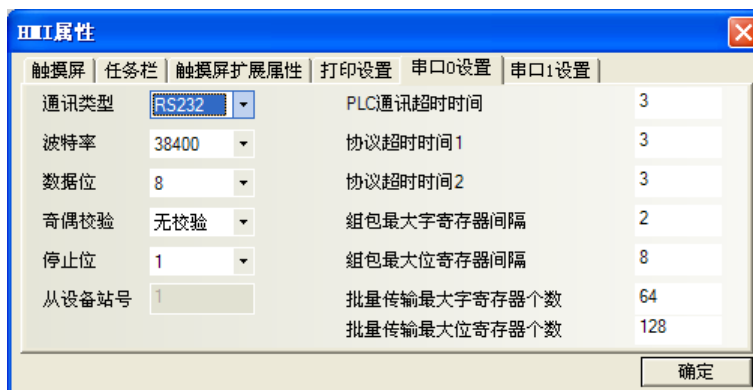 HMI属性
触摸屏 任务栏 触摸屏扩展属性 打印设置 串口0设置 串口1设置
通讯类型 RS232 PLC通讯超时时间 3
波特率 38400 协议超时时间1 3
数据位 8 协议超时时间2 3
奇偶校验 无校验 组包最大字寄存器间隔 2
停止位 1 组包最大位寄存器间隔 8
从设备站号 1 批量传输最大字寄存器个数 64
批量传输最大位寄存器个数 128
确定